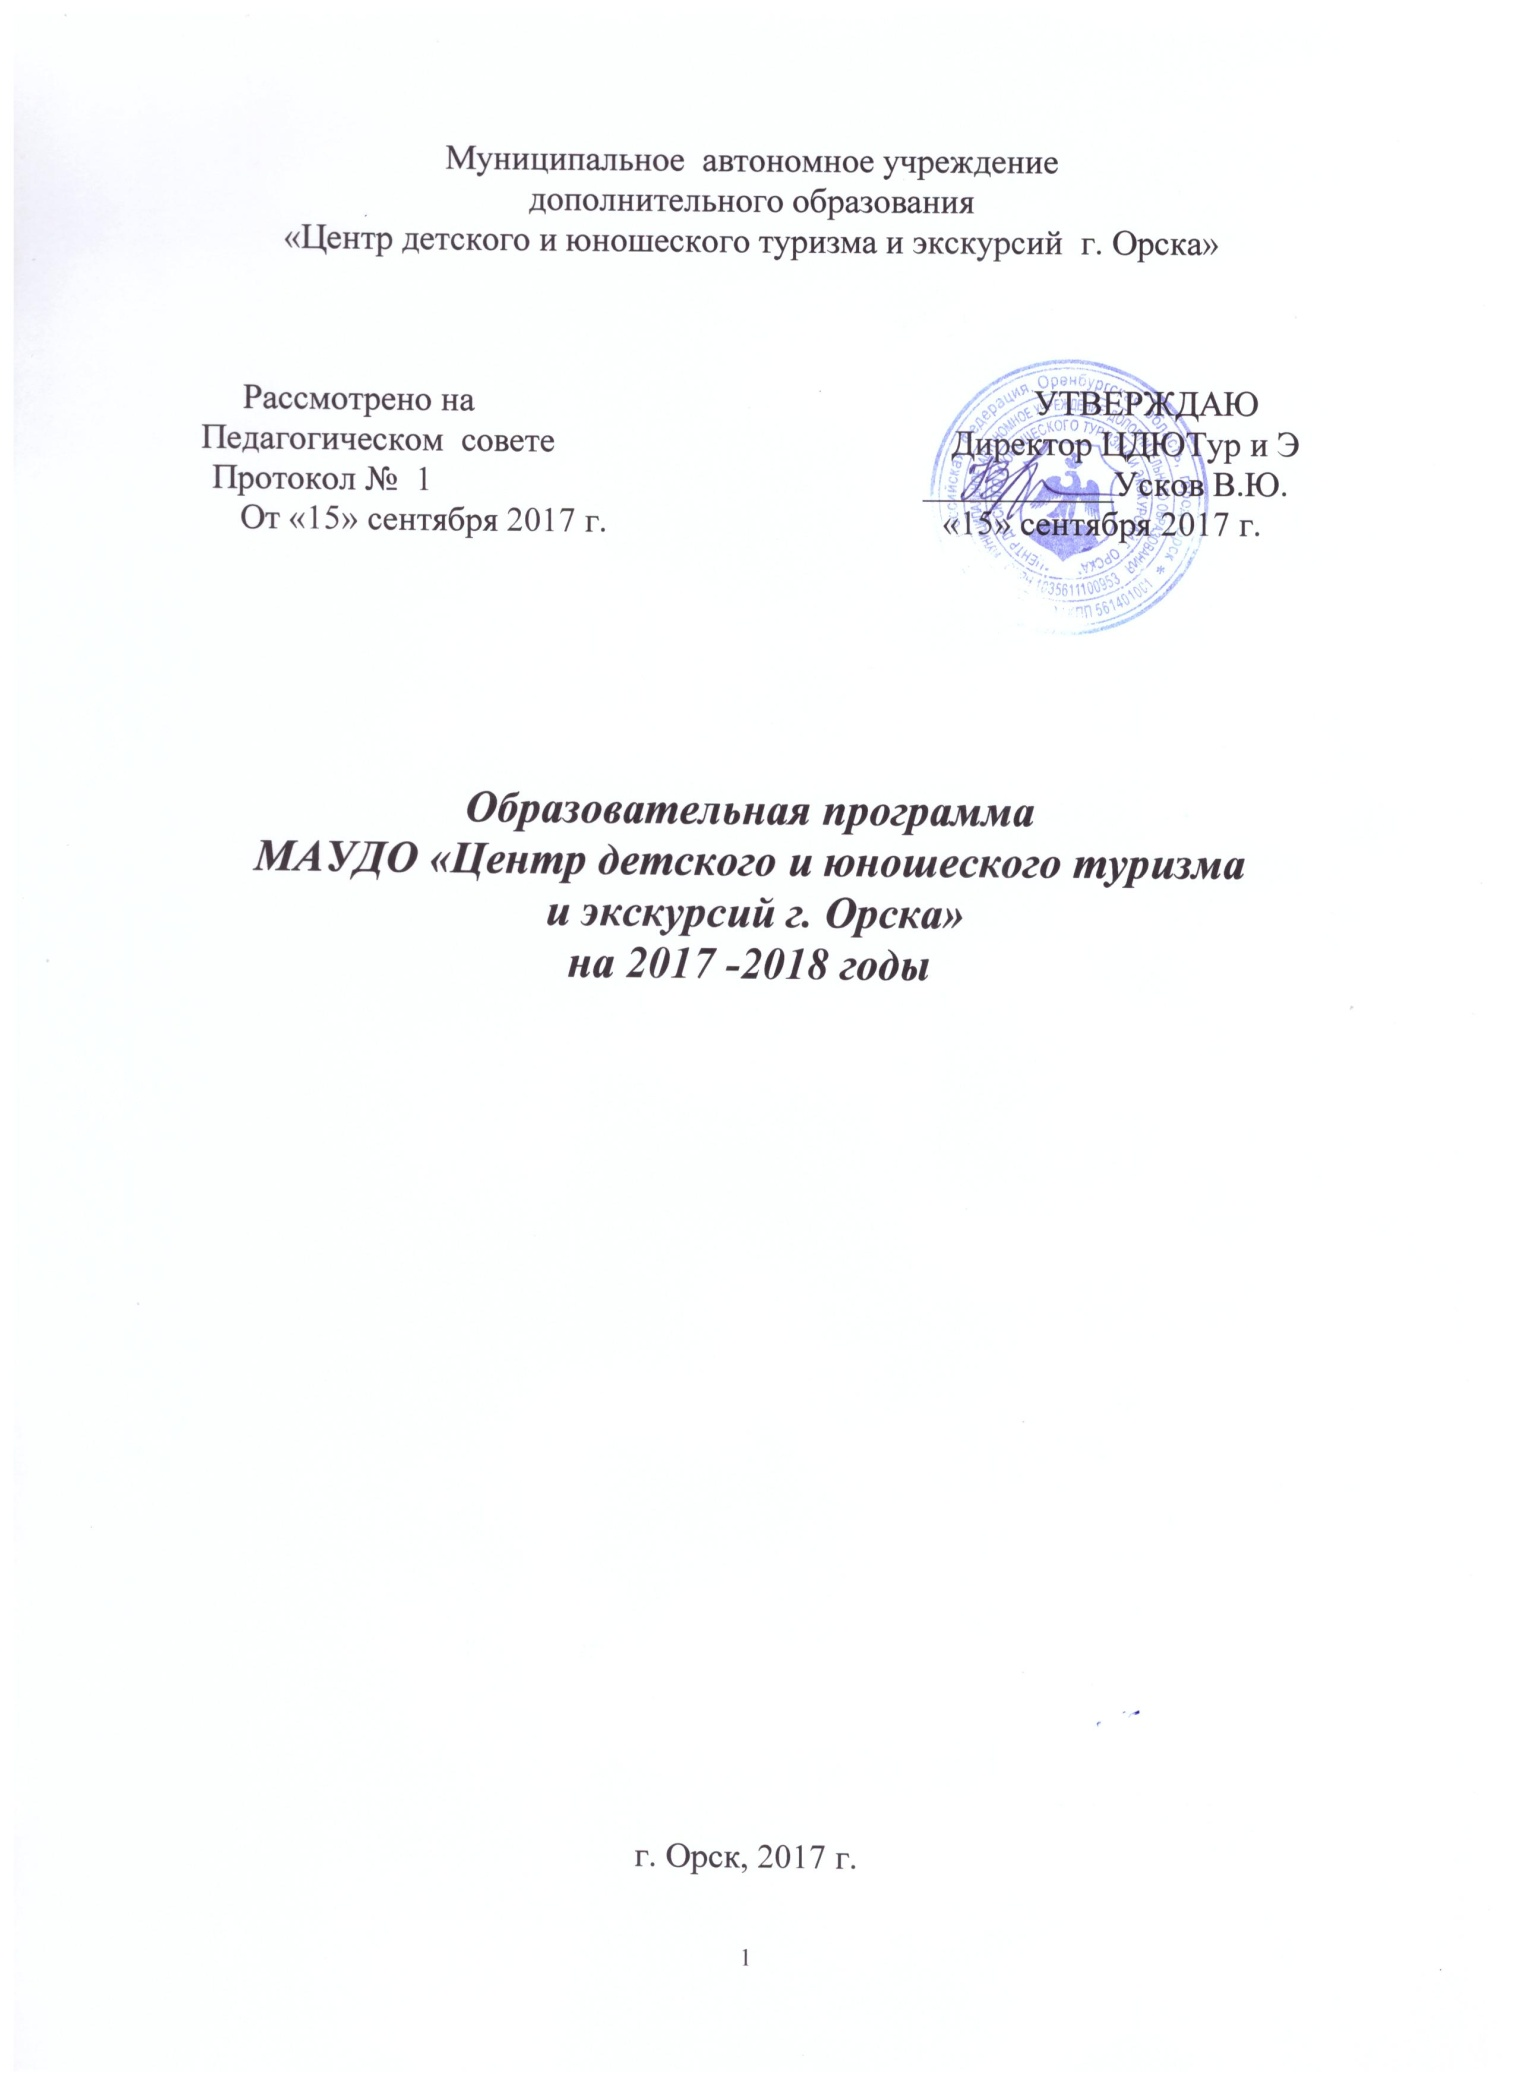 Муниципальное автономное учреждение
дополнительного образования
«Центр детского и юношеского туризма и экскурсий г. Орска»
Рассмотрено на
Педагогическом совете
Протокол № 1
От «15» сентября 2017 г.
УТВЕРЖДАЮ
Директор ЦДЮТур и Э
Усков В.Ю.
«15» сентября 2017 г.
Образовательная программа
МАУДО «Центр детского и юношеского туризма
и экскурсий г. Орска»
на 2017 -2018 годы
г. Орск, 2017 г.
1